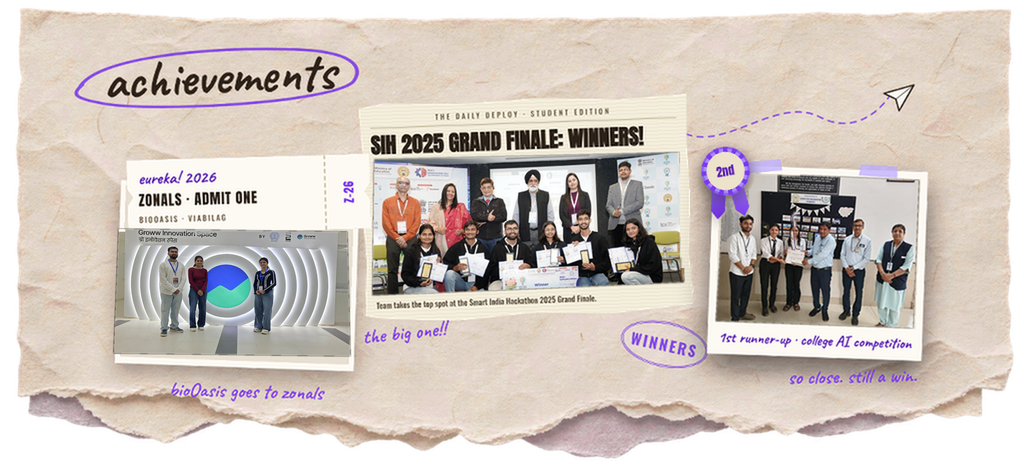 achievements
THE DAILY DEPLOY · STUDENT EDITION
SIH 2025 GRAND FINALE: WINNERS!
eureka! 2026
ZONALS · ADMIT ONE
BIOOASIS · VIABILAG
Z-26
Groww Innovation Space
2nd
Team takes the top spot at the Smart India Hackathon 2025 Grand Finale.
the big one!!
WINNERS
1st runner-up · college AI competition
so close. still a win.
bioOasis goes to zonals